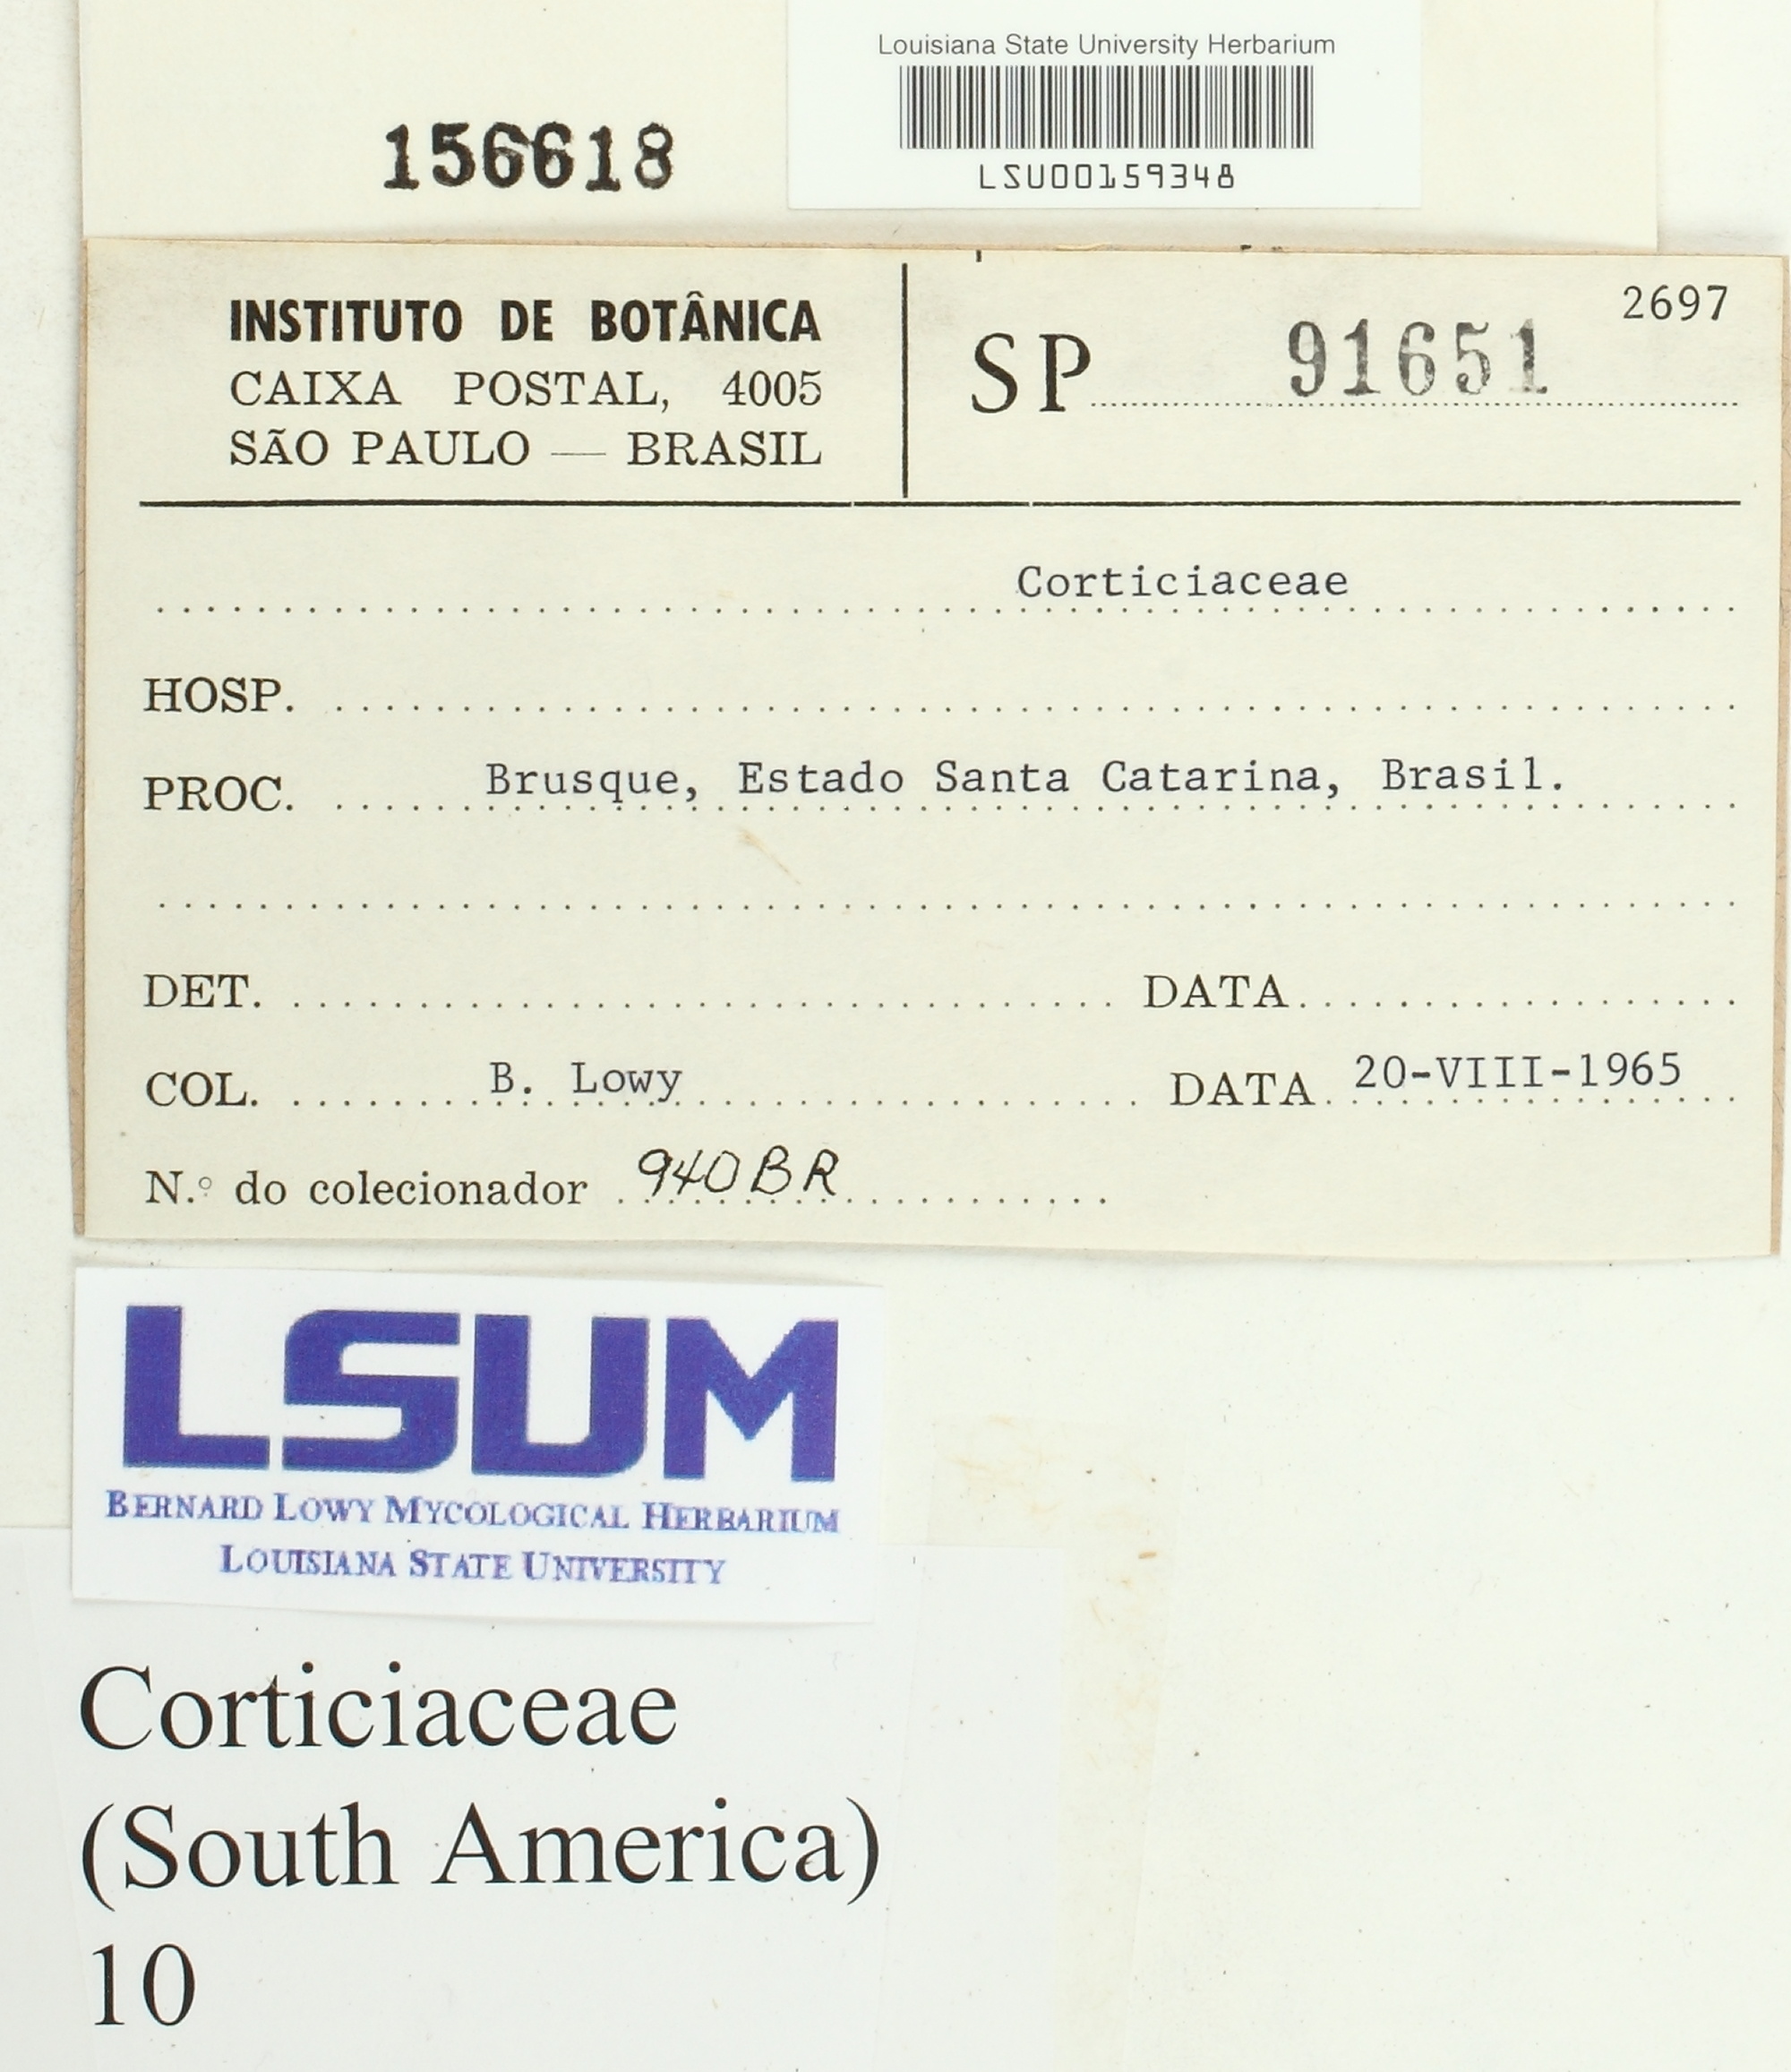 Louisiana State University Herbarium
LSU00159348
156618
2697
INSTITUTO DE BOTÂNICA
CAIXA POSTAL, 4005
SÃO PAULO — BRASIL
SP 91651
Corticiaceae
HOSP.
PROC. Brusque, Estado Santa Catarina, Brasil.
DET. DATA
COL. B. Lowy DATA 20-VIII-1965
N.º do colecionador 940BR
LSUM
BERNARD LOWY MYCOLOGICAL HERBARIUM
LOUISIANA STATE UNIVERSITY
Corticiaceae
(South America)
10